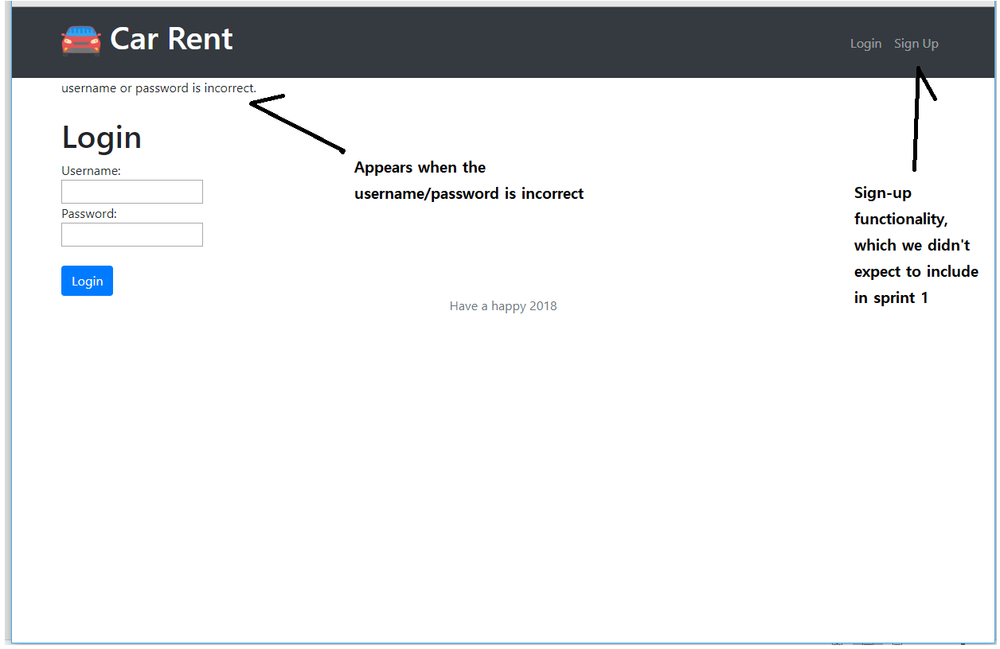 Car Rent
Login Sign Up
username or password is incorrect.
Login
Username:
Password:
Login
Appears when the
username/password is incorrect
Sign-up
functionality,
which we didn't
expect to include
in sprint 1
Have a happy 2018